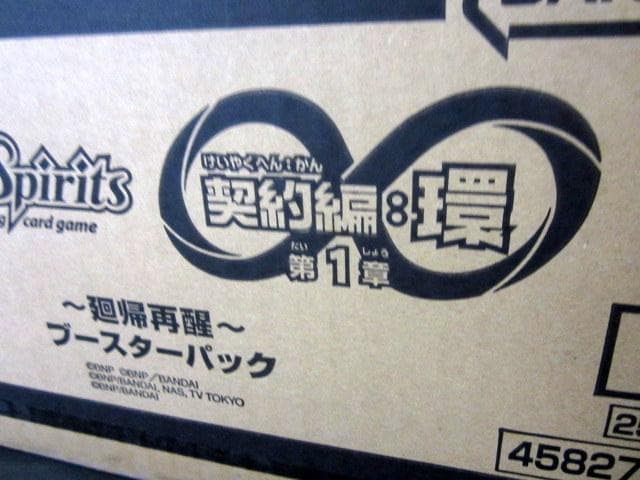 Spirits
card game
けいやくへん:かん
契約編:環
だい しょう
第1章
～廻帰再醒～
ブースターパック
©BNP ©BNP/BANDAI
©BNP/BANDAI, NAS, TV TOKYO
©BNP/BANDAI
25
45827